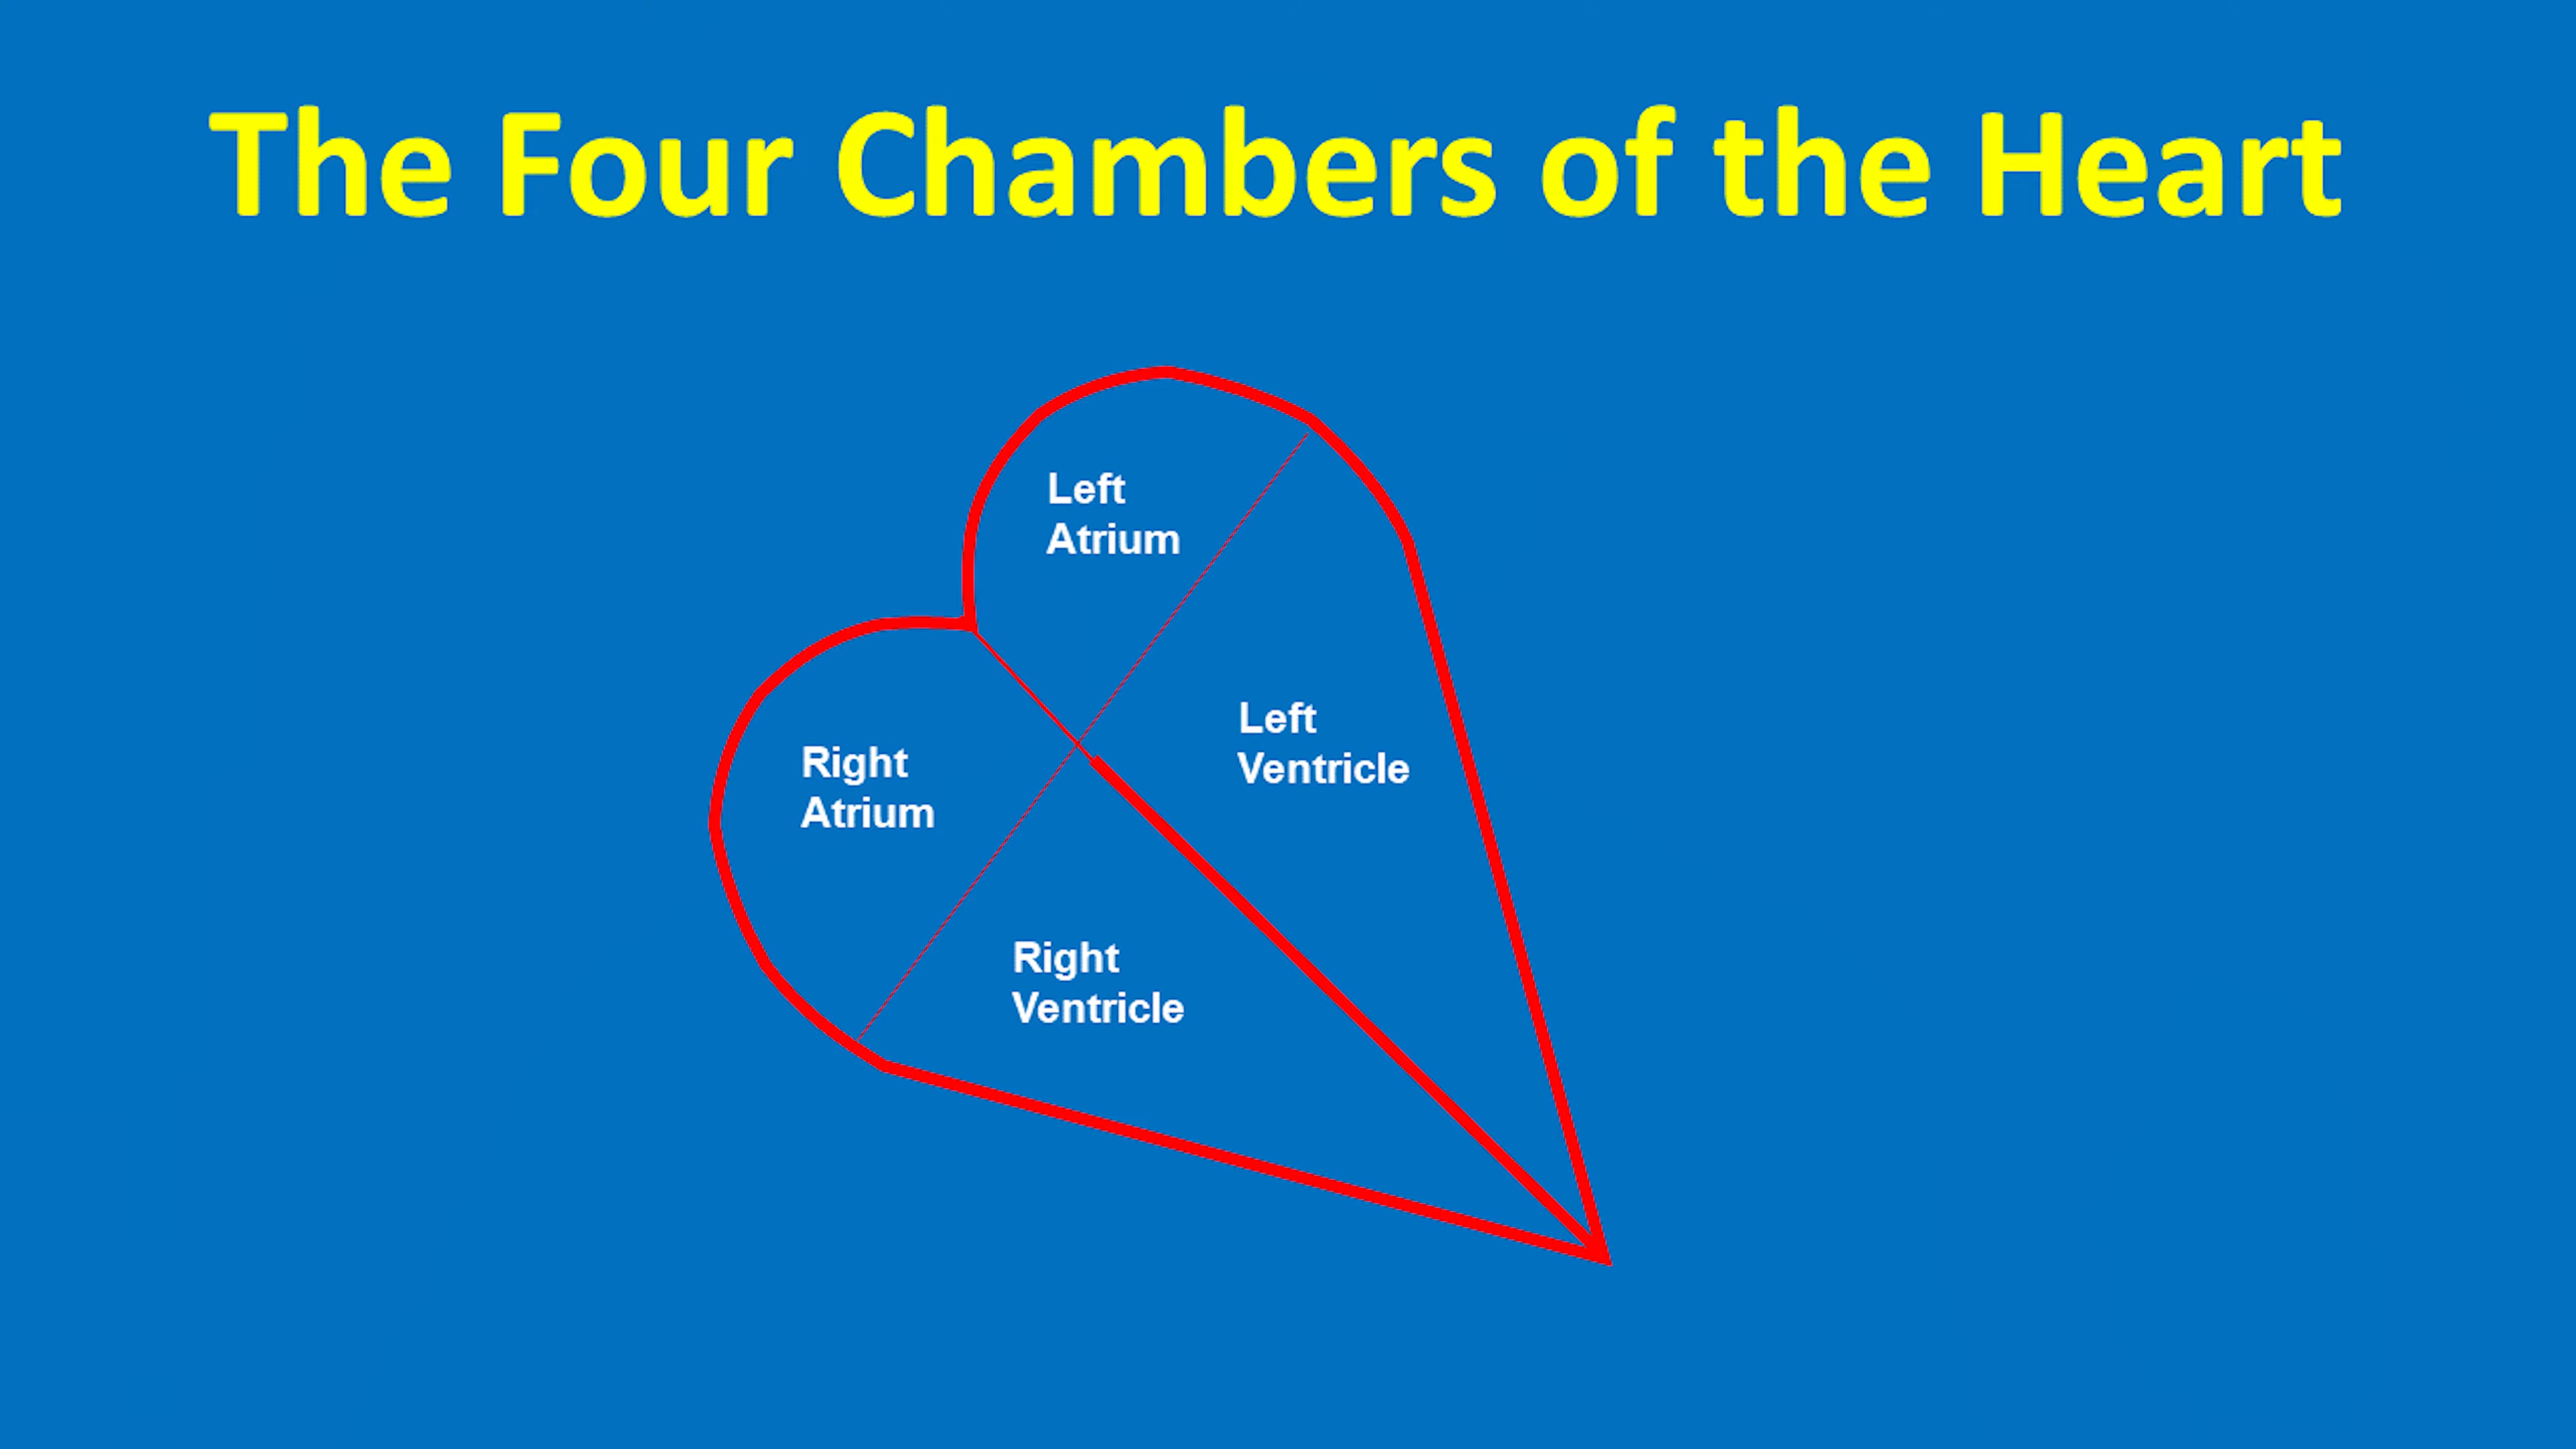 The Four Chambers of the Heart
Left
Atrium
Left
Ventricle
Right
Atrium
Right
Ventricle